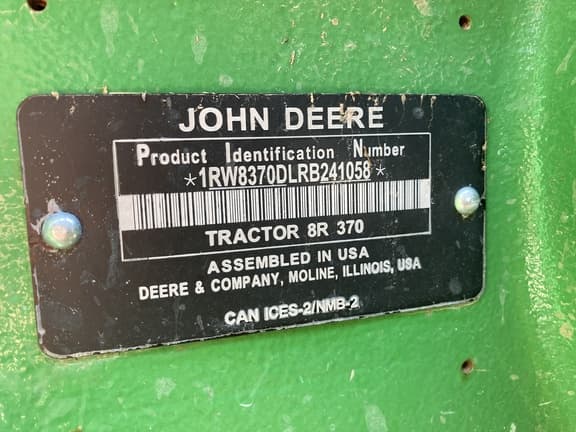 JOHN DEERE
Product Identification Number
*1RW8370DLRB241058*
TRACTOR 8R 370
ASSEMBLED IN USA
DEERE & COMPANY, MOLINE, ILLINOIS, USA
CAN ICES-2/NMB-2